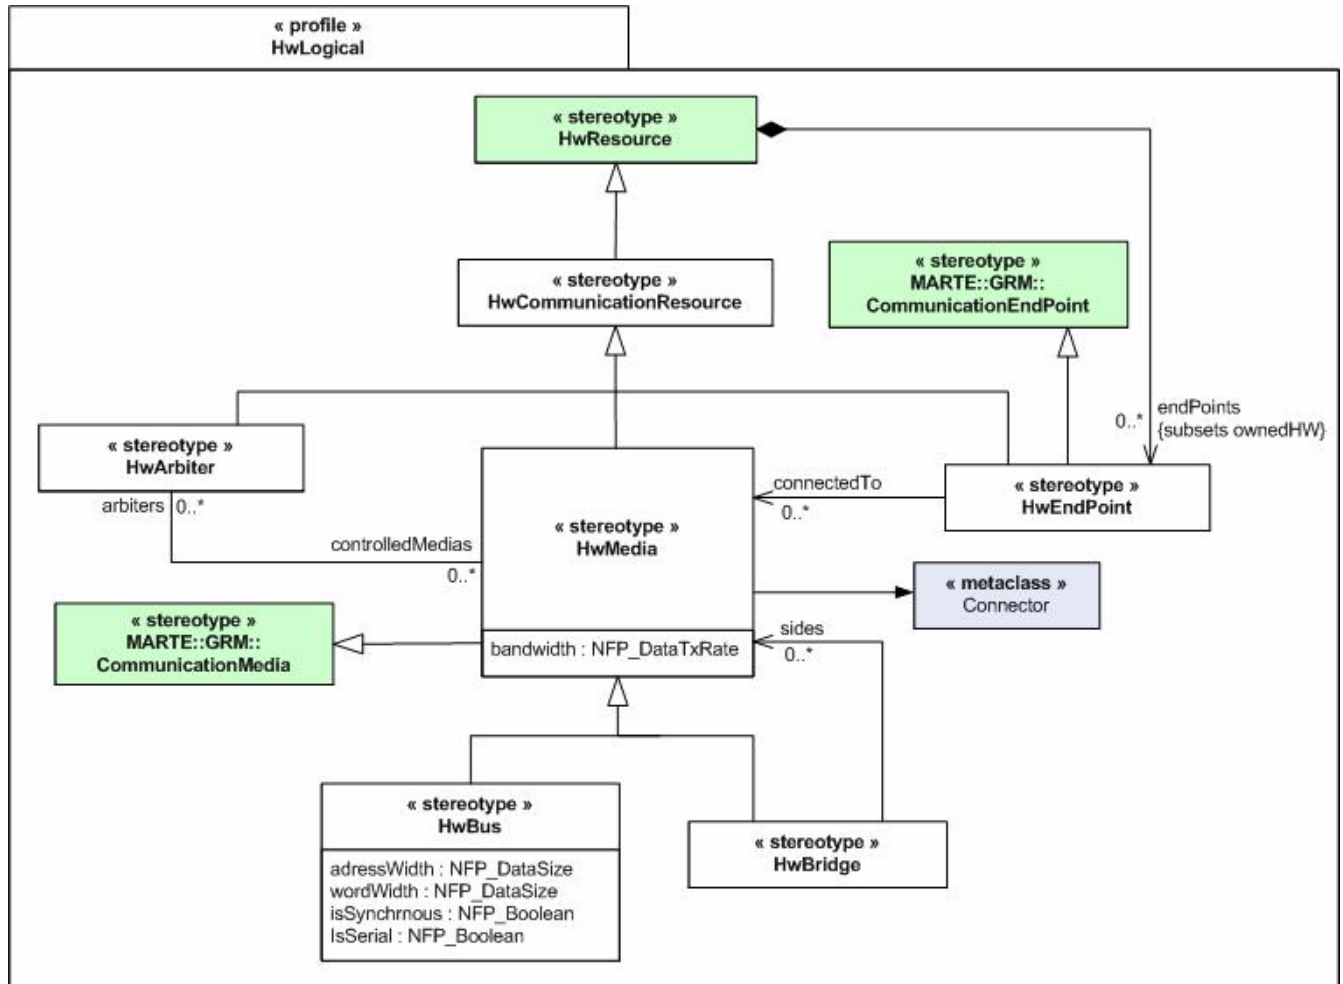 « profile »
HwLogical
« stereotype »
HwResource
« stereotype »
MARTE::GRM::
CommunicationEndPoint
« stereotype »
HwCommunicationResource
endPoints
0..*
{subsets ownedHW}
« stereotype »
HwArbiter
arbiters
0..*
« stereotype »
HwMedia
bandwidth : NFP_DataTxRate
connectedTo
0..*
« stereotype »
HwEndPoint
controlledMedias
0..*
« metaclass »
Connector
« stereotype »
MARTE::GRM::
CommunicationMedia
sides
0..*
« stereotype »
HwBus
adressWidth : NFP_DataSize
wordWidth : NFP_DataSize
isSynchrnous : NFP_Boolean
IsSerial : NFP_Boolean
« stereotype »
HwBridge